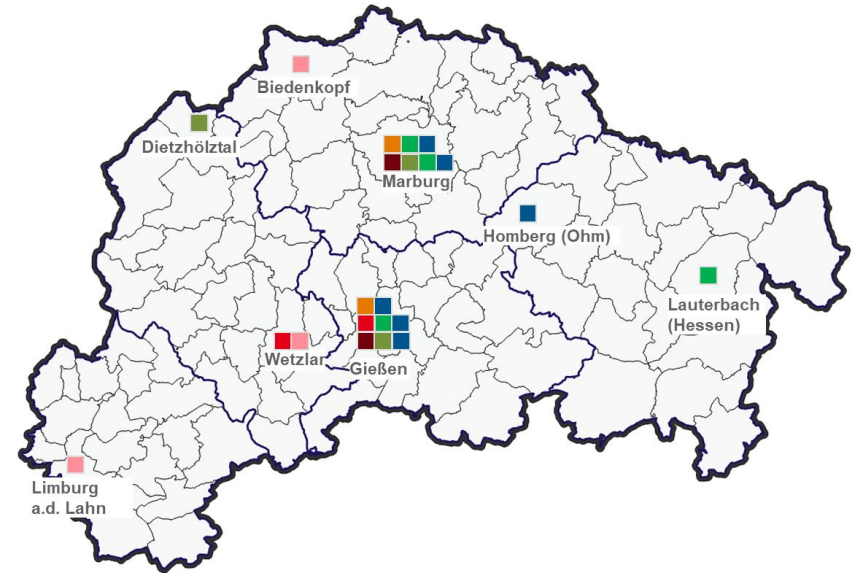 Biedenkopf
Dietzhölztal
Marburg
Homberg (Ohm)
Lauterbach
(Hessen)
Wetzlar
Gießen
Limburg
a.d. Lahn